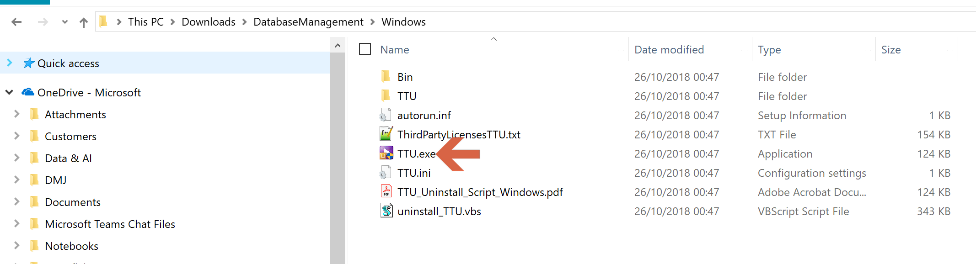 This PC > Downloads > DatabaseManagement > Windows
Quick access
OneDrive - Microsoft
Attachments
Customers
Data & AI
DMJ
Documents
Microsoft Teams Chat Files
Notebooks
Name Date modified Type Size
Bin 26/10/2018 00:47 File folder
TTU 26/10/2018 00:47 File folder
autorun.inf 26/10/2018 00:47 Setup Information 1 KB
ThirdPartyLicensesTTU.txt 26/10/2018 00:47 TXT File 154 KB
TTU.exe 26/10/2018 00:47 Application 124 KB
TTU.ini 26/10/2018 00:47 Configuration settings 1 KB
TTU_Uninstall_Script_Windows.pdf 26/10/2018 00:47 Adobe Acrobat Docu... 124 KB
uninstall_TTU.vbs 26/10/2018 00:47 VBScript Script File 343 KB